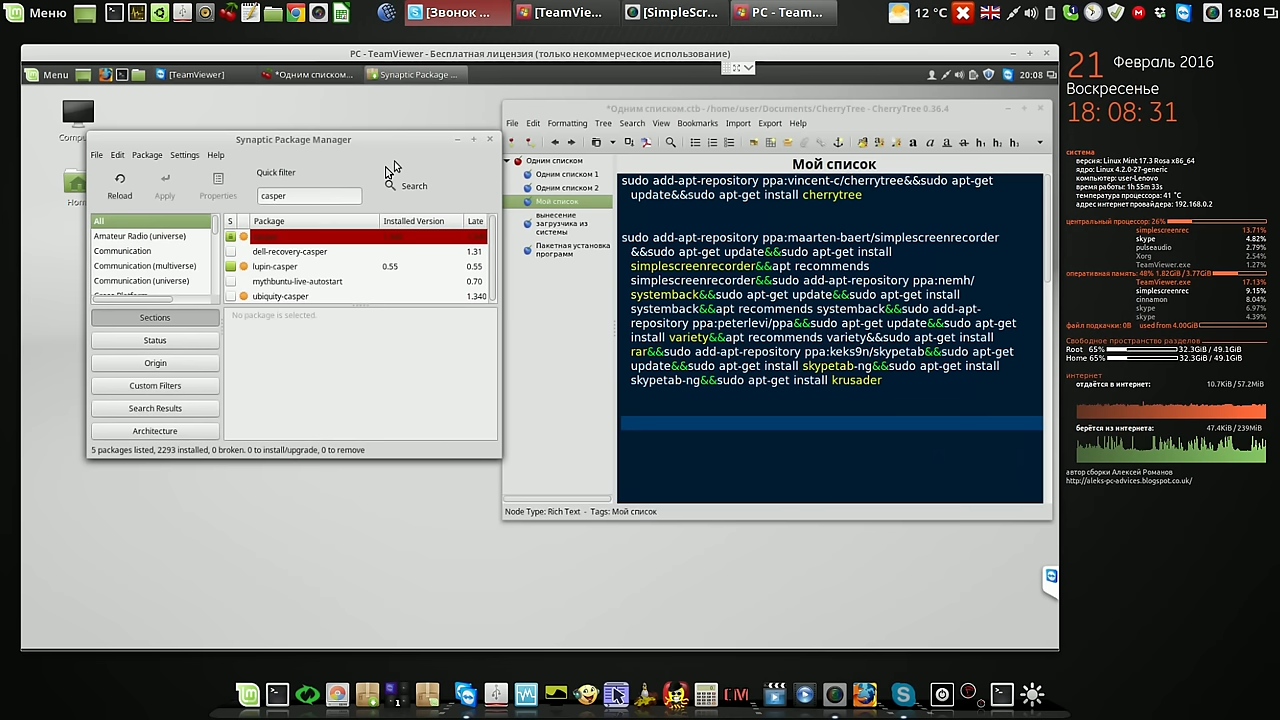 Меню
[Звонок ...
[TeamVie...
[SimpleScr...
PC - Team...
12 °C
18:08
PC - TeamViewer - Бесплатная лицензия (только некоммерческое использование)
Menu
[TeamViewer]
*Одним списком...
Synaptic Package ...
20:08
Comp
Hom
Synaptic Package Manager
File Edit Package Settings Help
Quick filter
Reload
Apply
Properties
casper
Search
All
Amateur Radio (universe)
Communication
Communication (multiverse)
Communication (universe)
S Package Installed Version Late
dell-recovery-casper 1.31
lupin-casper 0.55 0.55
mythbuntu-live-autostart 0.70
ubiquity-casper 1.340
Sections
Status
Origin
Custom Filters
Search Results
Architecture
No package is selected.
5 packages listed, 2293 installed, 0 broken. 0 to install/upgrade, 0 to remove
*Одним списком.ctb - /home/user/Documents/CherryTree - CherryTree 0.36.4
File Edit Formatting Tree Search View Bookmarks Import Export Help
Одним списком
Одним списком 1
Одним списком 2
Мой список
вынесение
загрузчика из
системы
Пакетная установка
программ
Мой список
sudo add-apt-repository ppa:vincent-c/cherrytree&&sudo apt-get
update&&sudo apt-get install cherrytree
sudo add-apt-repository ppa:maarten-baert/simplescreenrecorder
&&sudo apt-get update&&sudo apt-get install
simplescreenrecorder&&apt recommends
simplescreenrecorder&&sudo add-apt-repository ppa:nemh/
systemback&&sudo apt-get update&&sudo apt-get install
systemback&&apt recommends systemback&&sudo add-apt-
repository ppa:peterlevi/ppa&&sudo apt-get update&&sudo apt-get
install variety&&apt recommends variety&&sudo apt-get install
rar&&sudo add-apt-repository ppa:keks9n/skypetab&&sudo apt-get
update&&sudo apt-get install skypetab-ng&&sudo apt-get install
skypetab-ng&&sudo apt-get install krusader
Node Type: Rich Text - Tags: Мой список
21 Февраль 2016
Воскресенье
18: 08: 31
система
версия: Linux Mint 17.3 Rosa x86_64
ядро: Linux 4.2.0-27-generic
компьютер: user-Lenovo
время работы: 1h 55m 33s
температура процессора: 41 °C
адрес интернет провайдера: 192.168.0.2
центральный процессор: 26%
simplescreenrec 13.71%
skype 4.82%
pulseaudio 2.79%
Xorg 2.54%
TeamViewer.exe 1.27%
оперативная память: 48% 1.82GiB / 3.77GiB
TeamViewer.exe 17.13%
simplescreenrec 9.15%
cinnamon 8.04%
skype 6.97%
skype 4.39%
файл подкачки: 0B used from 4.00GiB
Свободное пространство разделов
Root 65% 32.3GiB / 49.1GiB
Home 65% 32.3GiB / 49.1GiB
интернет
отдаётся в интернет: 10.7KiB / 57.2MiB
берётся из интернета: 47.4KiB / 239MiB
автор сборки Алексей Романов
http://aleks-pc-advices.blogspot.co.uk/